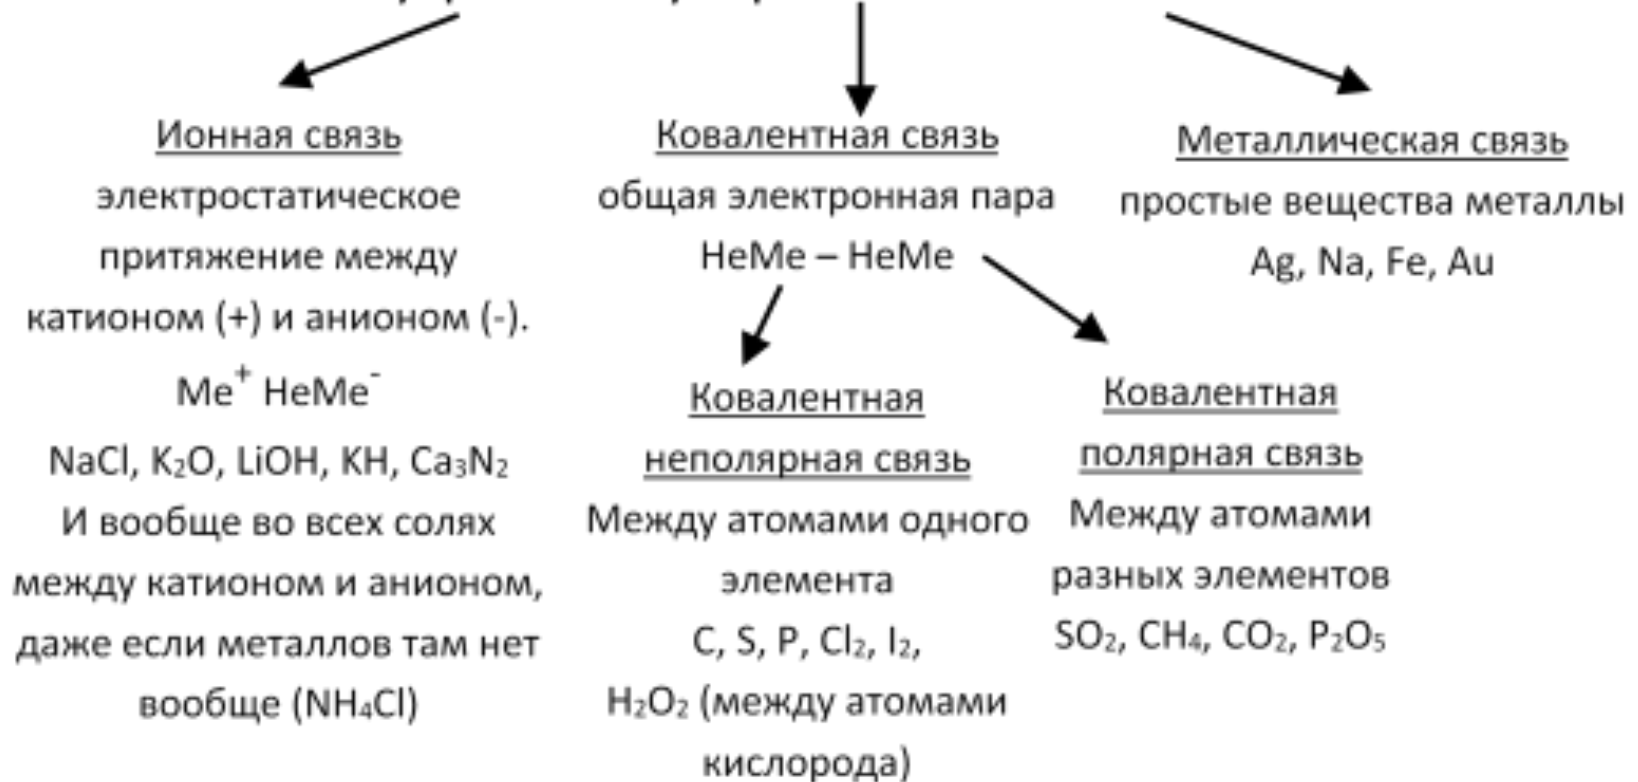 Ионная связь
электростатическое
притяжение между
катионом (+) и анионом (-).
Me⁺ НеМе⁻
NaCl, K₂O, LiOH, KH, Ca₃N₂
И вообще во всех солях
между катионом и анионом,
даже если металлов там нет
вообще (NH₄Cl)
Ковалентная связь
общая электронная пара
НеМе – НеМе
Ковалентная
неполярная связь
Между атомами одного
элемента
C, S, P, Cl₂, I₂,
H₂O₂ (между атомами
кислорода)
Ковалентная
полярная связь
Между атомами
разных элементов
SO₂, CH₄, CO₂, P₂O₅
Металлическая связь
простые вещества металлы
Ag, Na, Fe, Au